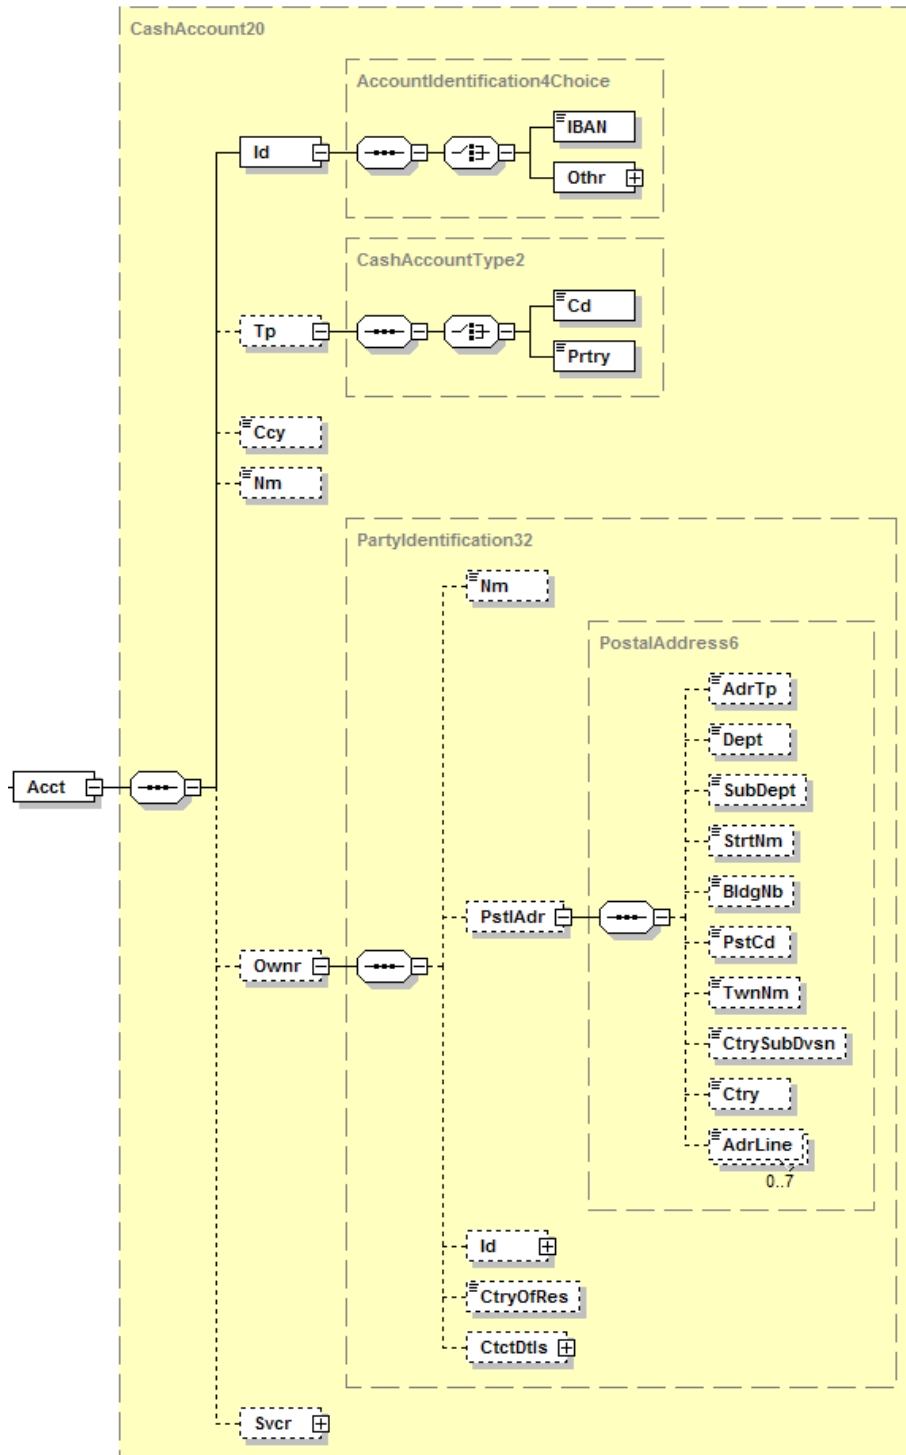 CashAccount20
AccountIdentification4Choice
IBAN
Id
Othr
CashAccountType2
Cd
Tp
Prtry
Ccy
Nm
PartyIdentification32
Nm
PostalAddress6
AdrTp
Dept
SubDept
Acct
StrtNm
BldgNb
PstlAdr
PstCd
Ownr
TwnNm
CtrySubDvsn
Ctry
AdrLine
0..7
Id
CtryOfRes
CtctDtls
Svcr